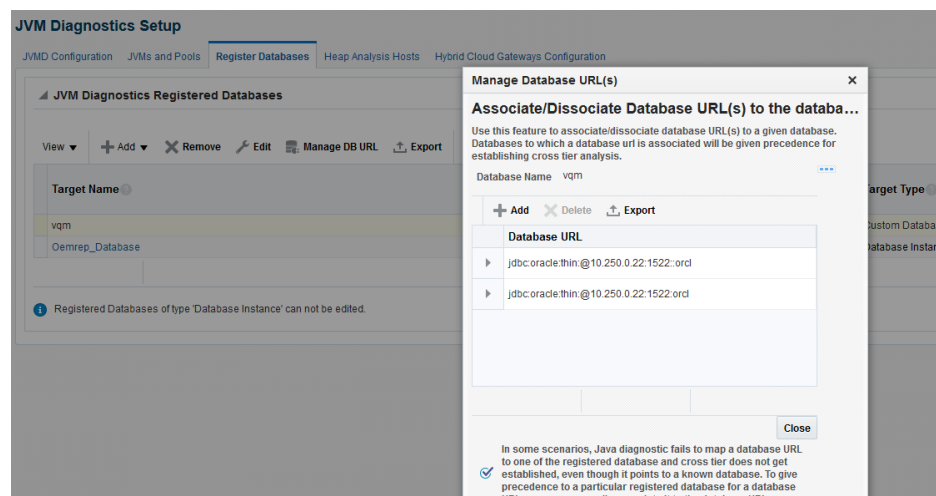 JVM Diagnostics Setup
JVMD Configuration JVMs and Pools Register Databases Heap Analysis Hosts Hybrid Cloud Gateways Configuration
JVM Diagnostics Registered Databases
View Add Remove Edit Manage DB URL Export
Target Name
arget Type
vqm
Custom Databa
Oemrep_Database
Database Instan
Registered Databases of type 'Database Instance' can not be edited.
Manage Database URL(s)
Associate/Dissociate Database URL(s) to the databa...
Use this feature to associate/dissociate database URL(s) to a given database.
Databases to which a database url is associated will be given precedence for
establishing cross tier analysis.
Database Name vqm
Add Delete Export
Database URL
jdbc:oracle:thin:@10.250.0.22:1522::orcl
jdbc:oracle:thin:@10.250.0.22:1522:orcl
Close
In some scenarios, Java diagnostic fails to map a database URL
to one of the registered database and cross tier does not get
established, even though it points to a known database. To give
precedence to a particular registered database for a database